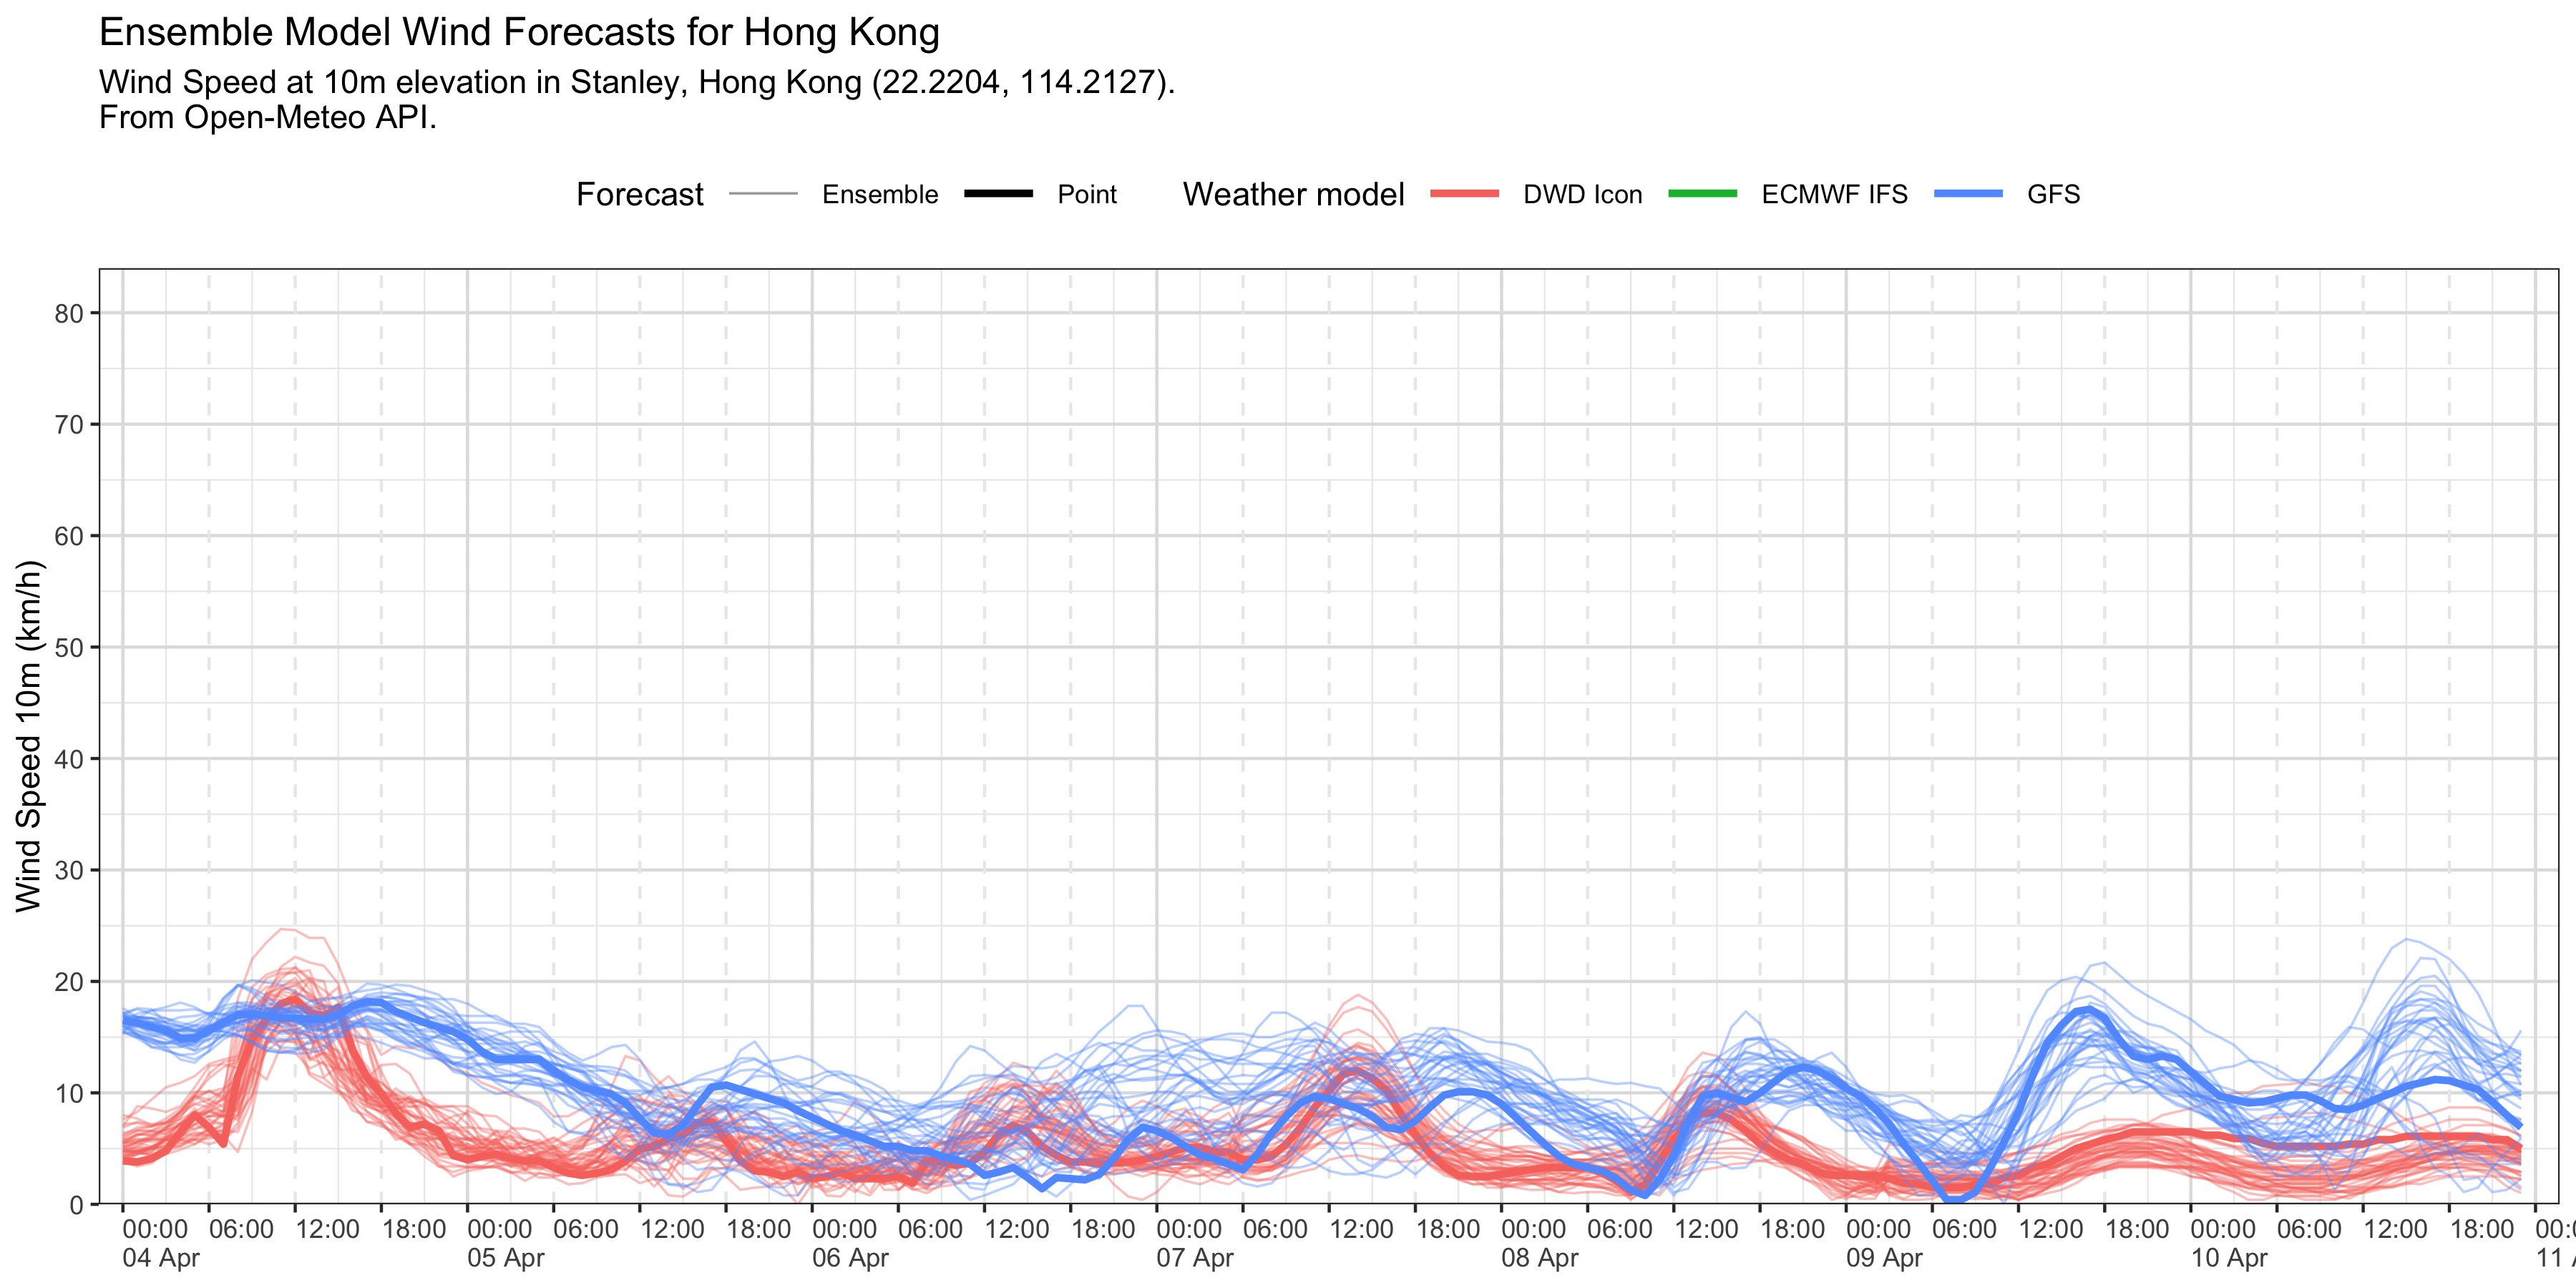 Ensemble Model Wind Forecasts for Hong Kong
Wind Speed at 10m elevation in Stanley, Hong Kong (22.2204, 114.2127).
From Open-Meteo API.
Forecast Ensemble Point Weather model DWD Icon ECMWF IFS GFS
Wind Speed 10m (km/h)
80
70
60
50
40
30
20
10
0
00:00 06:00 12:00 18:00 00:00 06:00 12:00 18:00 00:00 06:00 12:00 18:00 00:00 06:00 12:00 18:00 00:00 06:00 12:00 18:00 00:00 06:00 12:00 18:00 00:00 06:00 12:00 18:00 00:0
04 Apr 05 Apr 06 Apr 07 Apr 08 Apr 09 Apr 10 Apr 11